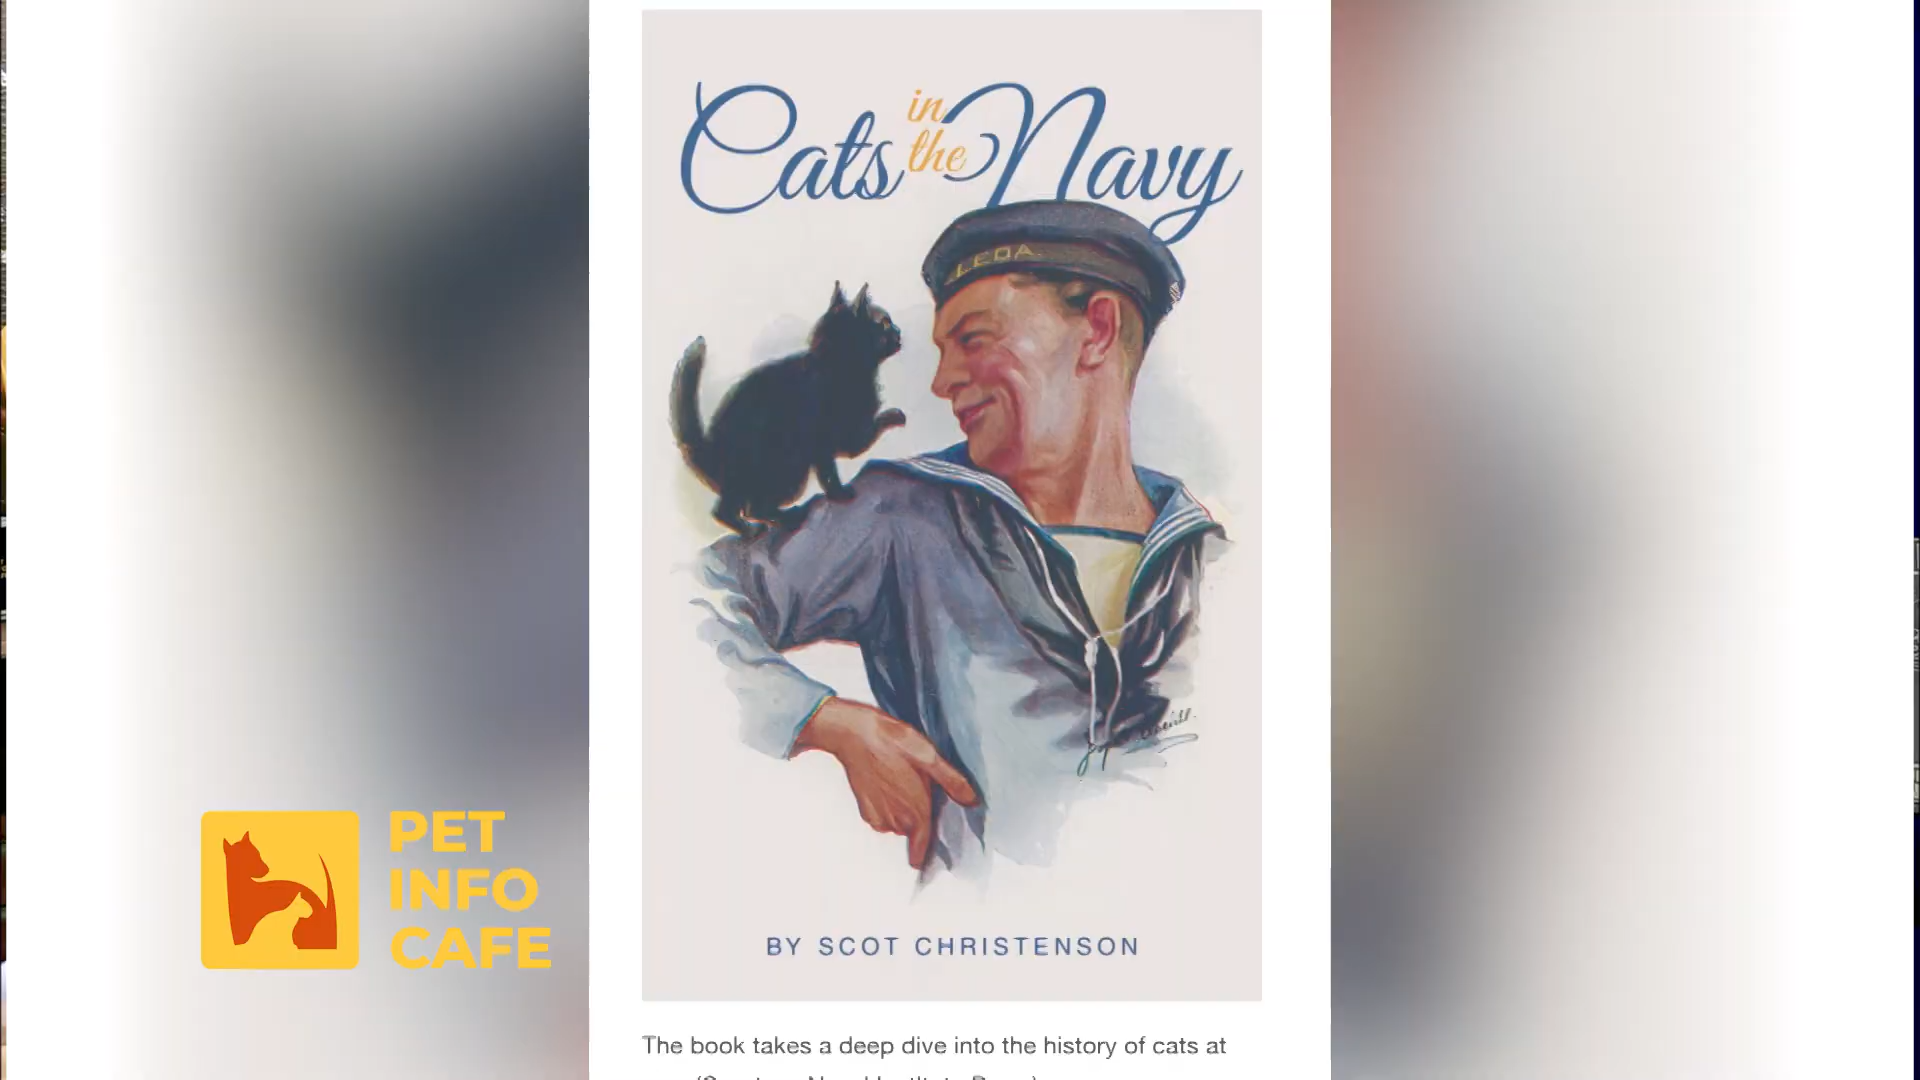 Cats in the Navy
LEDA
BY SCOT CHRISTENSON
PET
INFO
CAFE
The book takes a deep dive into the history of cats at